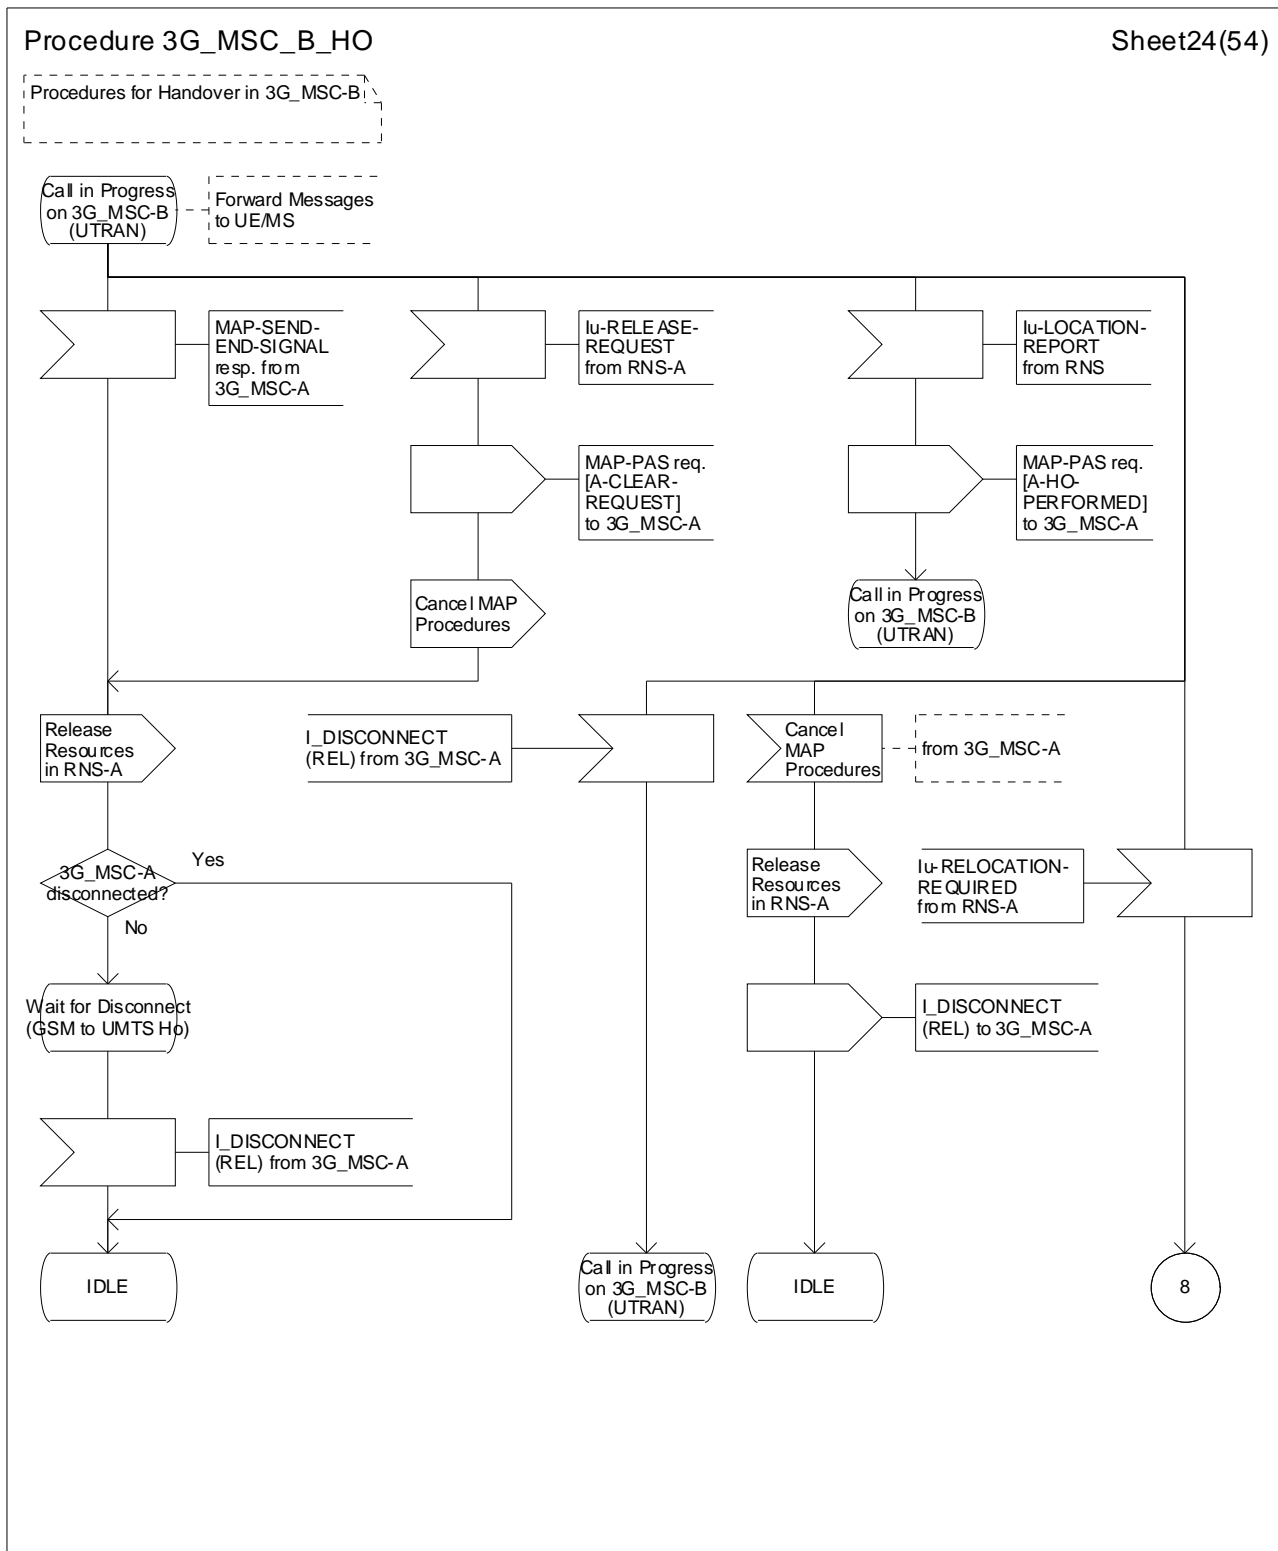 Procedure 3G_MSC_B_HO
Sheet24(54)
Procedures for Handover in 3G_MSC-B
Call in Progress
on 3G_MSC-B
(UTRAN)
Forward Messages
to UE/MS
MAP-SEND-
END-SIGNAL
resp. from
3G_MSC-A
Iu-RELEASE-
REQUEST
from RNS-A
Iu-LOCATION-
REPORT
from RNS
MAP-PAS req.
[A-CLEAR-
REQUEST]
to 3G_MSC-A
MAP-PAS req.
[A-HO-
PERFORMED]
to 3G_MSC-A
Cancel MAP
Procedures
Call in Progress
on 3G_MSC-B
(UTRAN)
Release
Resources
in RNS-A
I_DISCONNECT
(REL) from 3G_MSC-A
Cancel
MAP
Procedures
from 3G_MSC-A
3G_MSC-A
disconnected?
Yes
No
Release
Resources
in RNS-A
Iu-RELOCATION-
REQUIRED
from RNS-A
Wait for Disconnect
(GSM to UMTS Ho)
I_DISCONNECT
(REL) to 3G_MSC-A
I_DISCONNECT
(REL) from 3G_MSC-A
IDLE
Call in Progress
on 3G_MSC-B
(UTRAN)
IDLE
8